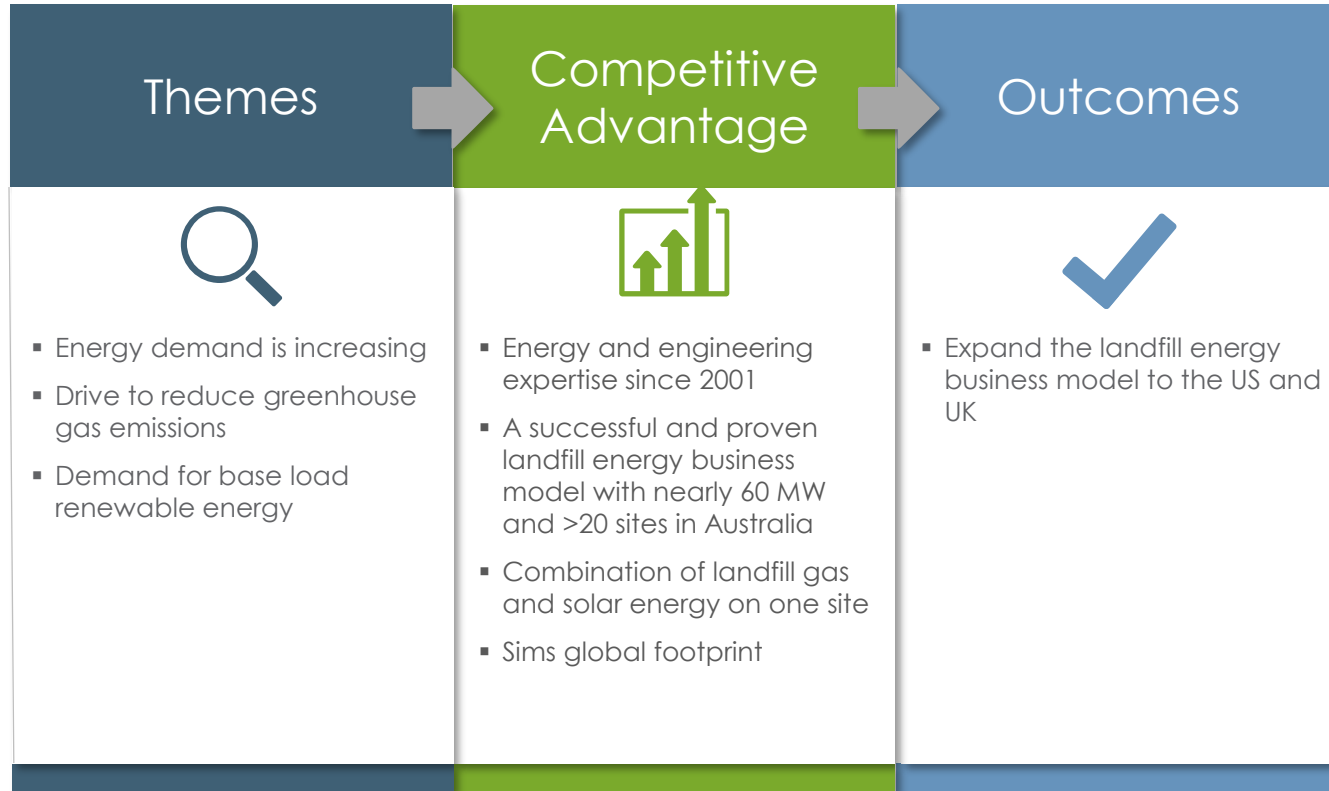 Themes
Competitive
Advantage
Outcomes
▪ Energy demand is increasing
▪ Drive to reduce greenhouse
gas emissions
▪ Demand for base load
renewable energy
▪ Energy and engineering
expertise since 2001
▪ A successful and proven
landfill energy business
model with nearly 60 MW
and >20 sites in Australia
▪ Combination of landfill gas
and solar energy on one site
▪ Sims global footprint
▪ Expand the landfill energy
business model to the US and
UK